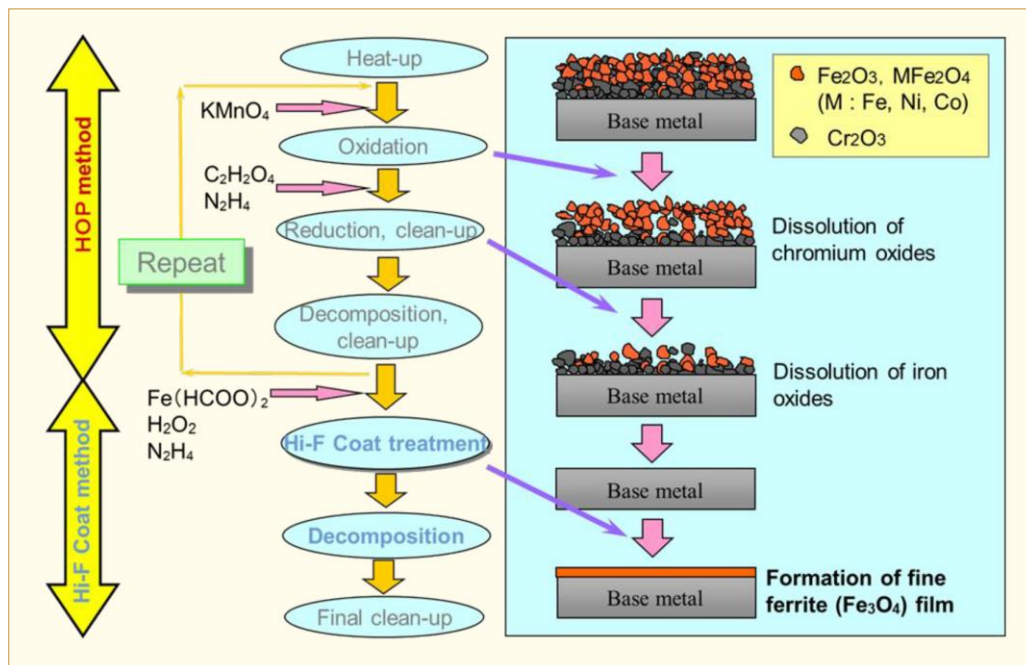 HOP method
Hi-F Coat method
Heat-up
KMnO₄
Oxidation
C₂H₂O₄
N₂H₄
Reduction, clean-up
Repeat
Decomposition,
clean-up
Fe(HCOO)₂
H₂O₂
N₂H₄
Hi-F Coat treatment
Decomposition
Final clean-up
Base metal
Fe₂O₃, MFe₂O₄
(M : Fe, Ni, Co)
Cr₂O₃
Base metal
Dissolution of
chromium oxides
Base metal
Dissolution of iron
oxides
Base metal
Base metal
Formation of fine
ferrite (Fe₃O₄) film